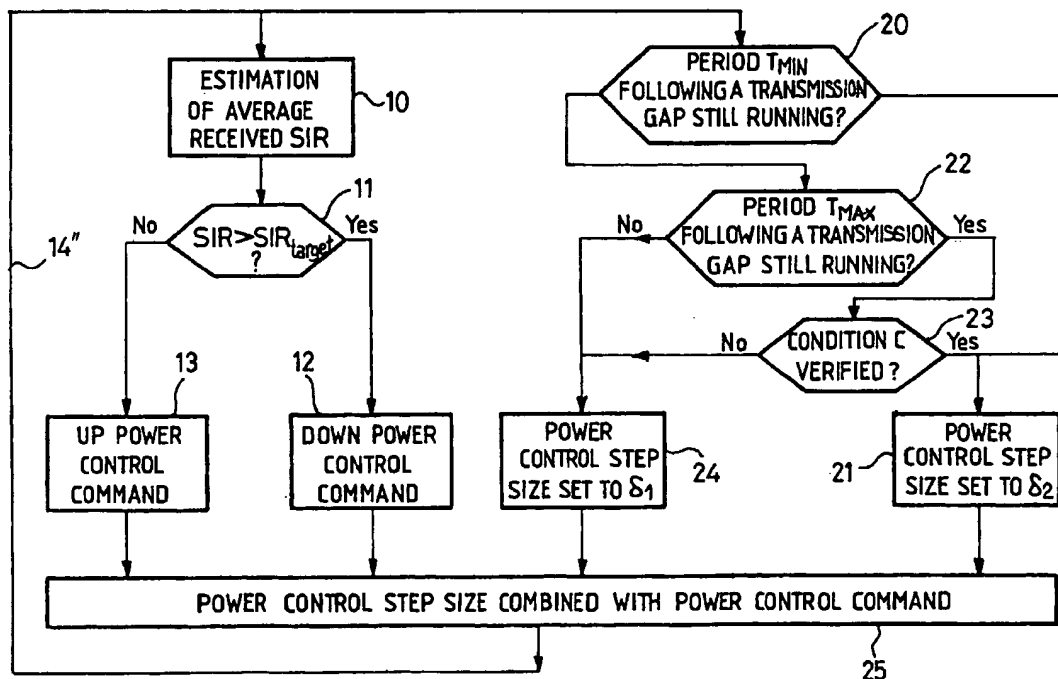 20
PERIOD TMIN
FOLLOWING A TRANSMISSION
GAP STILL RUNNING?
ESTIMATION
OF AVERAGE
RECEIVED SIR
10
22
PERIOD TMAX
FOLLOWING A TRANSMISSION
GAP STILL RUNNING?
No
Yes
11
No
SIR>SIRtarget
?
Yes
14"
23
CONDITION C
VERIFIED ?
No
Yes
13
UP POWER
CONTROL
COMMAND
12
DOWN POWER
CONTROL
COMMAND
POWER
CONTROL STEP
SIZE SET TO δ1
24
21
POWER
CONTROL STEP
SIZE SET TO δ2
POWER CONTROL STEP SIZE COMBINED WITH POWER CONTROL COMMAND
25